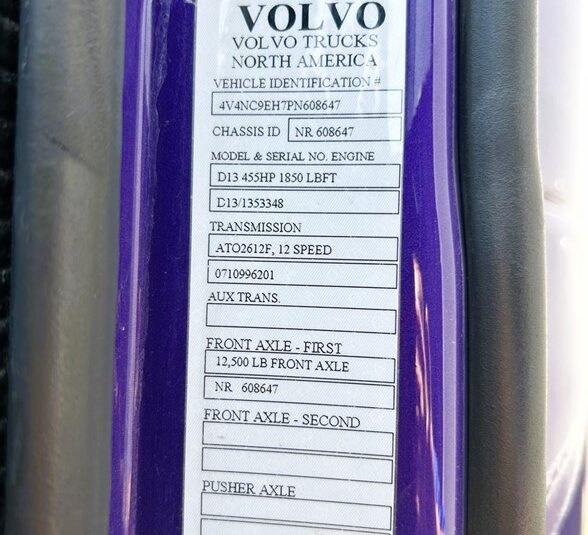 VOLVO
VOLVO TRUCKS
NORTH AMERICA
VEHICLE IDENTIFICATION #
4V4NC9EH7PN608647
CHASSIS ID NR 608647
MODEL & SERIAL NO. ENGINE
D13 455HP 1850 LBFT
D13/1353348
TRANSMISSION
ATO2612F, 12 SPEED
0710996201
AUX TRANS.
FRONT AXLE - FIRST
12,500 LB FRONT AXLE
NR 608647
FRONT AXLE - SECOND
PUSHER AXLE